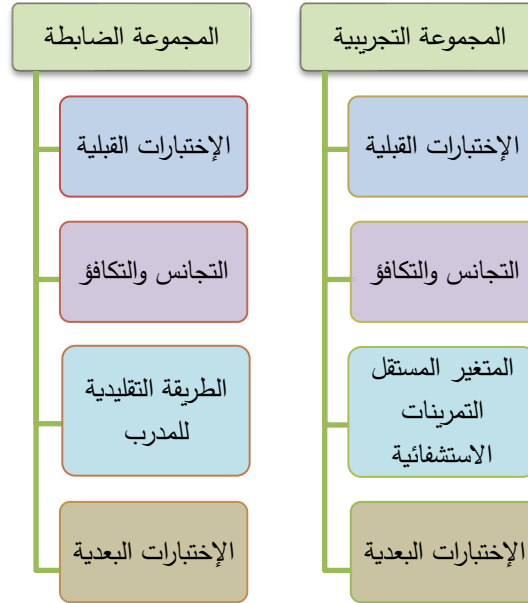 المجموعة التجريبية
الإختبارات القبلية
التجانس والتكافؤ
المتغير المستقل
التمرينات
الاستشفائية
الإختبارات البعدية
المجموعة الضابطة
الإختبارات القبلية
التجانس والتكافؤ
الطريقة التقليدية
للمدرب
الإختبارات البعدية